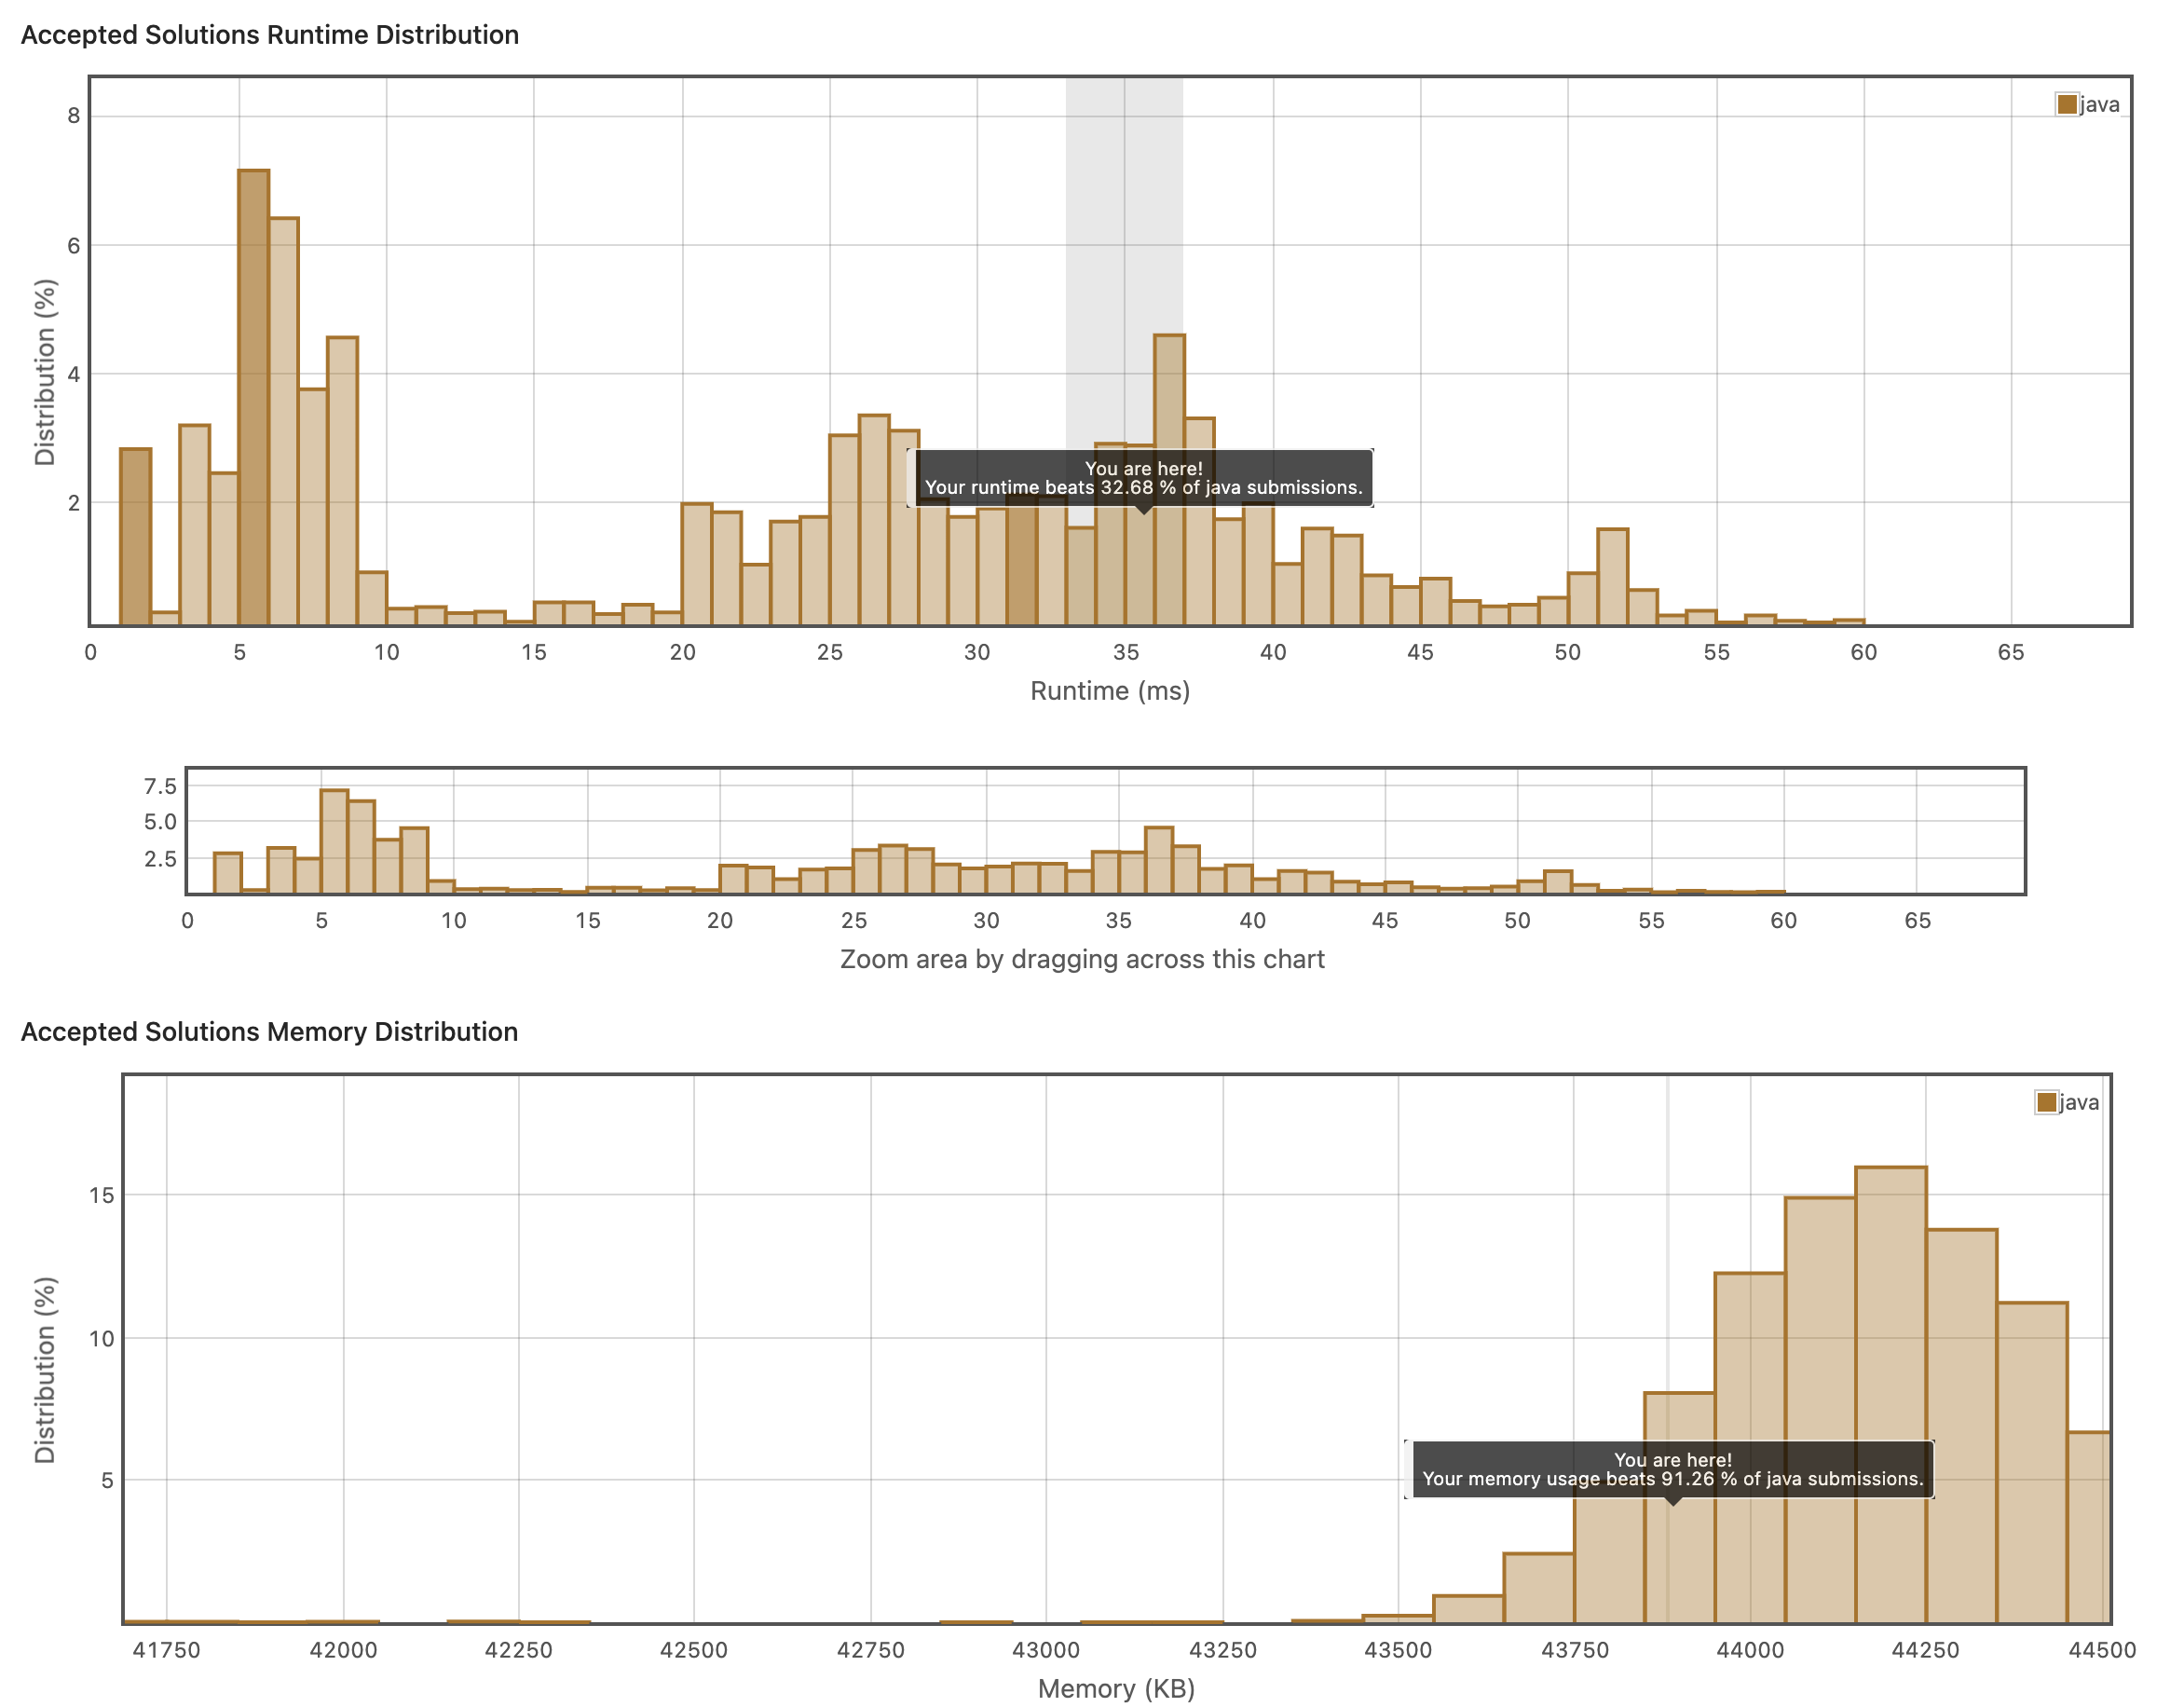 Accepted Solutions Runtime Distribution
java
8
6
4
2
Distribution (%)
You are here!
Your runtime beats 32.68 % of java submissions.
0 5 10 15 20 25 30 35 40 45 50 55 60 65
Runtime (ms)
7.5
5.0
2.5
0 5 10 15 20 25 30 35 40 45 50 55 60 65
Zoom area by dragging across this chart
Accepted Solutions Memory Distribution
java
15
10
5
Distribution (%)
You are here!
Your memory usage beats 91.26 % of java submissions.
41750 42000 42250 42500 42750 43000 43250 43500 43750 44000 44250 44500
Memory (KB)